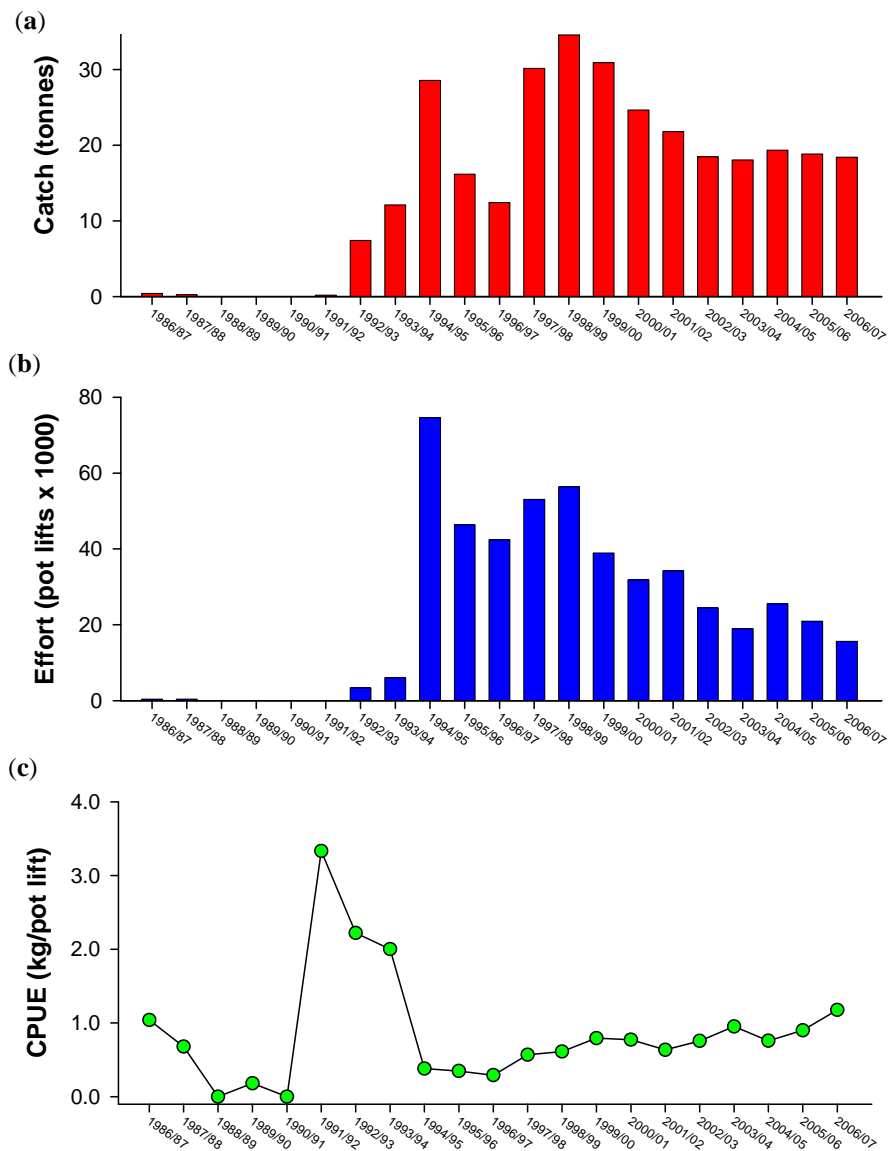 (a)
Catch (tonnes)
30
20
10
0
1986/87 1987/88 1988/89 1989/90 1990/91 1991/92 1992/93 1993/94 1994/95 1995/96 1996/97 1997/98 1998/99 1999/00 2000/01 2001/02 2002/03 2003/04 2004/05 2005/06 2006/07
(b)
Effort (pot lifts x 1000)
80
60
40
20
0
1986/87 1987/88 1988/89 1989/90 1990/91 1991/92 1992/93 1993/94 1994/95 1995/96 1996/97 1997/98 1998/99 1999/00 2000/01 2001/02 2002/03 2003/04 2004/05 2005/06 2006/07
(c)
CPUE (kg/pot lift)
4.0
3.0
2.0
1.0
0.0
1986/87 1987/88 1988/89 1989/90 1990/91 1991/92 1992/93 1993/94 1994/95 1995/96 1996/97 1997/98 1998/99 1999/00 2000/01 2001/02 2002/03 2003/04 2004/05 2005/06 2006/07